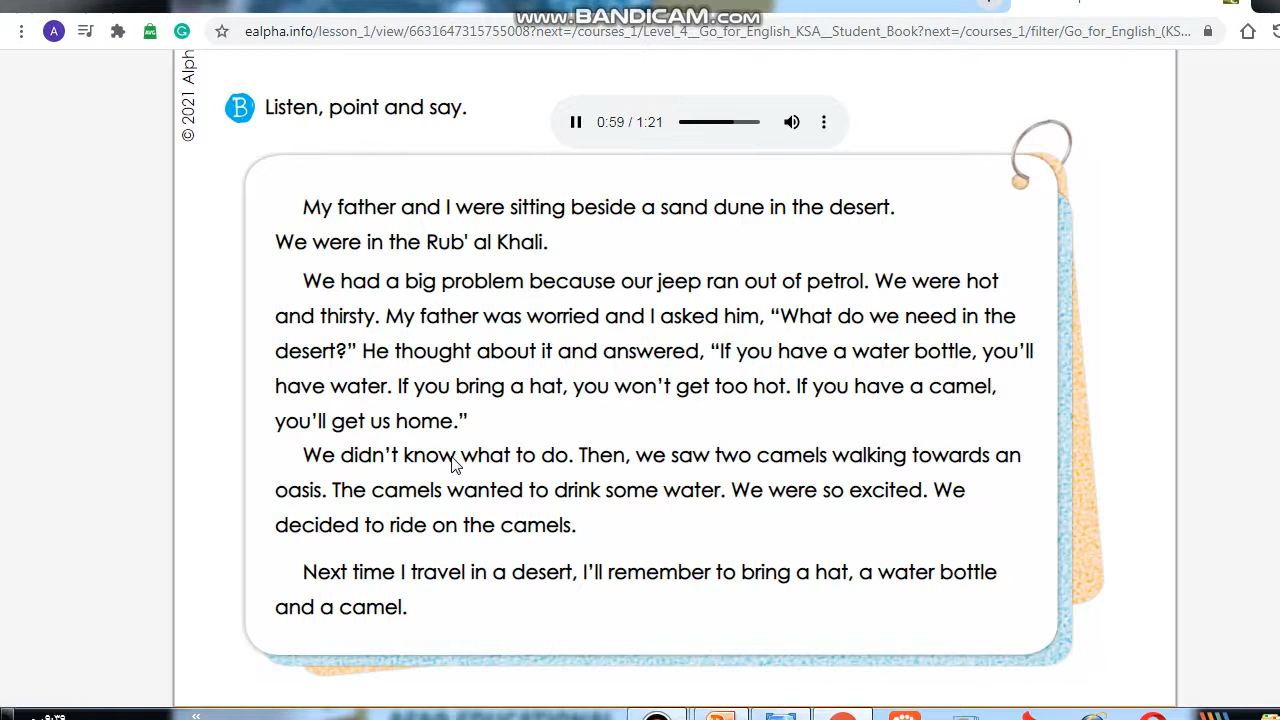 www.BANDICAM.com
A
AVG
G
ealpha.info/lesson_1/view/6631647315755008?next=/courses_1/Level_4__Go_for_English_KSA__Student_Book?next=/courses_1/filter/Go_for_English_(KS...
© 2021 Alph
B Listen, point and say.
0:59 / 1:21
My father and I were sitting beside a sand dune in the desert.
We were in the Rub' al Khali.
We had a big problem because our jeep ran out of petrol. We were hot
and thirsty. My father was worried and I asked him, “What do we need in the
desert?” He thought about it and answered, “If you have a water bottle, you’ll
have water. If you bring a hat, you won’t get too hot. If you have a camel,
you’ll get us home.”
We didn’t know what to do. Then, we saw two camels walking towards an
oasis. The camels wanted to drink some water. We were so excited. We
decided to ride on the camels.
Next time I travel in a desert, I’ll remember to bring a hat, a water bottle
and a camel.